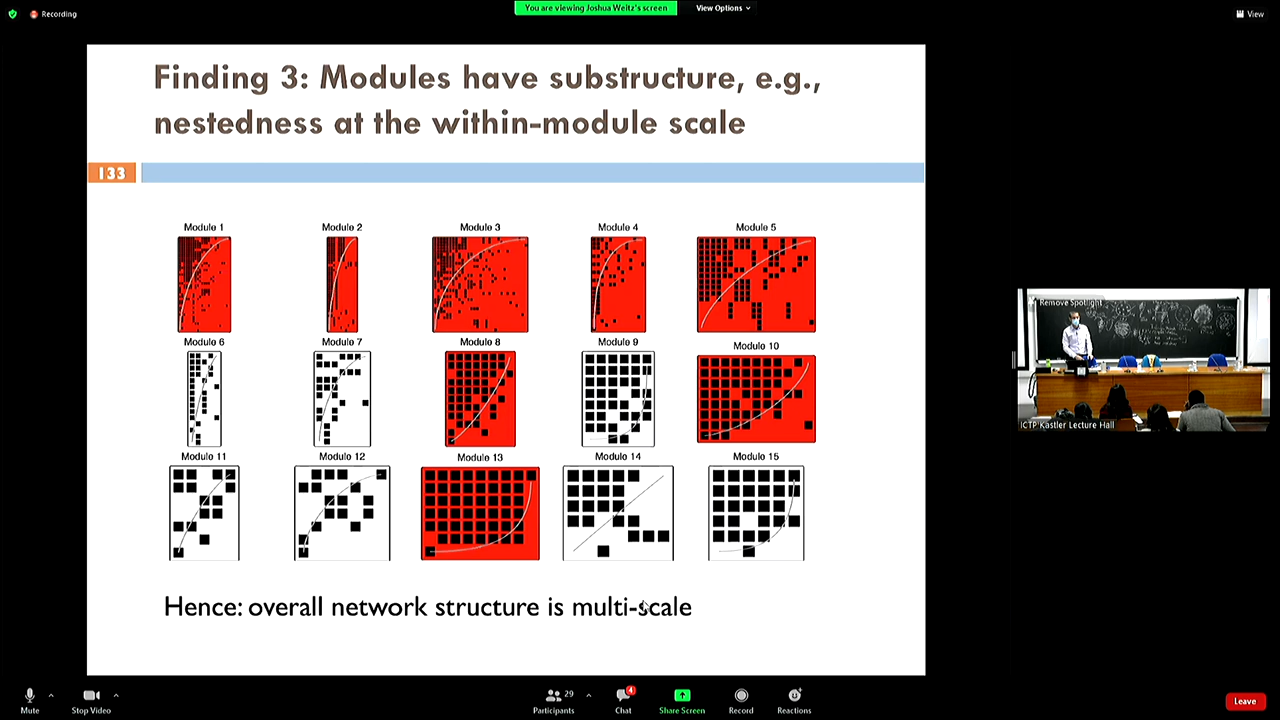 Recording
You are viewing Joshua Weitz's screen
View Options
View
Finding 3: Modules have substructure, e.g.,
nestedness at the within-module scale
133
Module 1
Module 2
Module 3
Module 4
Module 5
Module 6
Module 7
Module 8
Module 9
Module 10
Module 11
Module 12
Module 13
Module 14
Module 15
Hence: overall network structure is multi-scale
Remove Spotlight
ICTP Kastler Lecture Hall
Mute
Stop Video
Participants
29
Chat
4
Share Screen
Record
Reactions
Leave